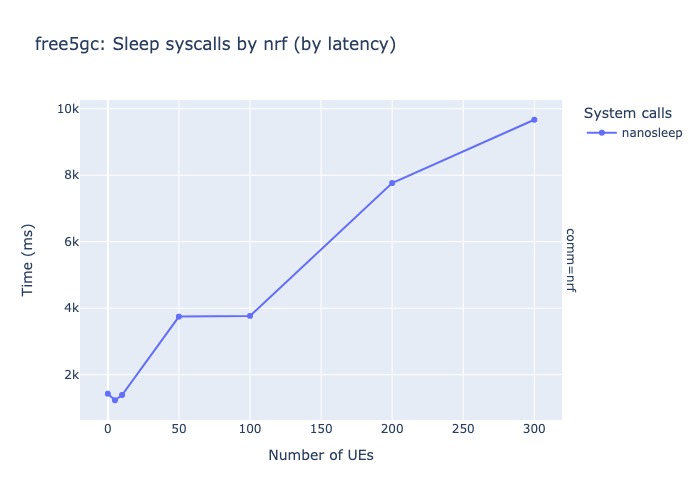 free5gc: Sleep syscalls by nrf (by latency)
System calls
nanosleep
10k
8k
6k
4k
2k
Time (ms)
comm=nrf
0 50 100 150 200 250 300
Number of UEs